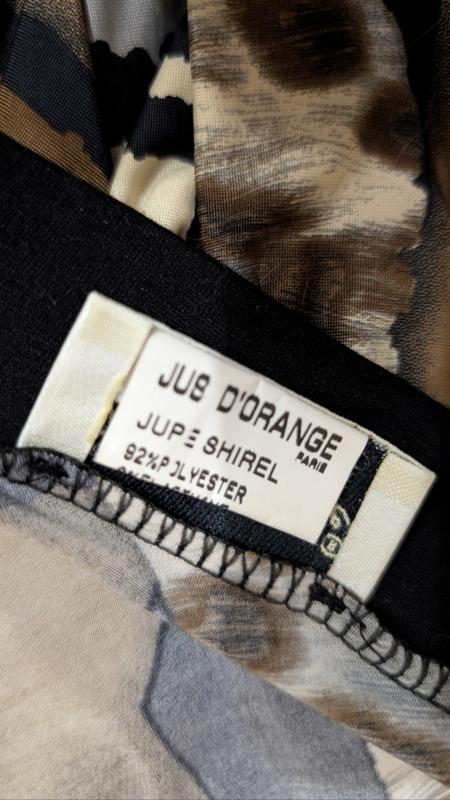 JUS D'ORANGE
PARIS
JUPE SHIREL
92%POLYESTER